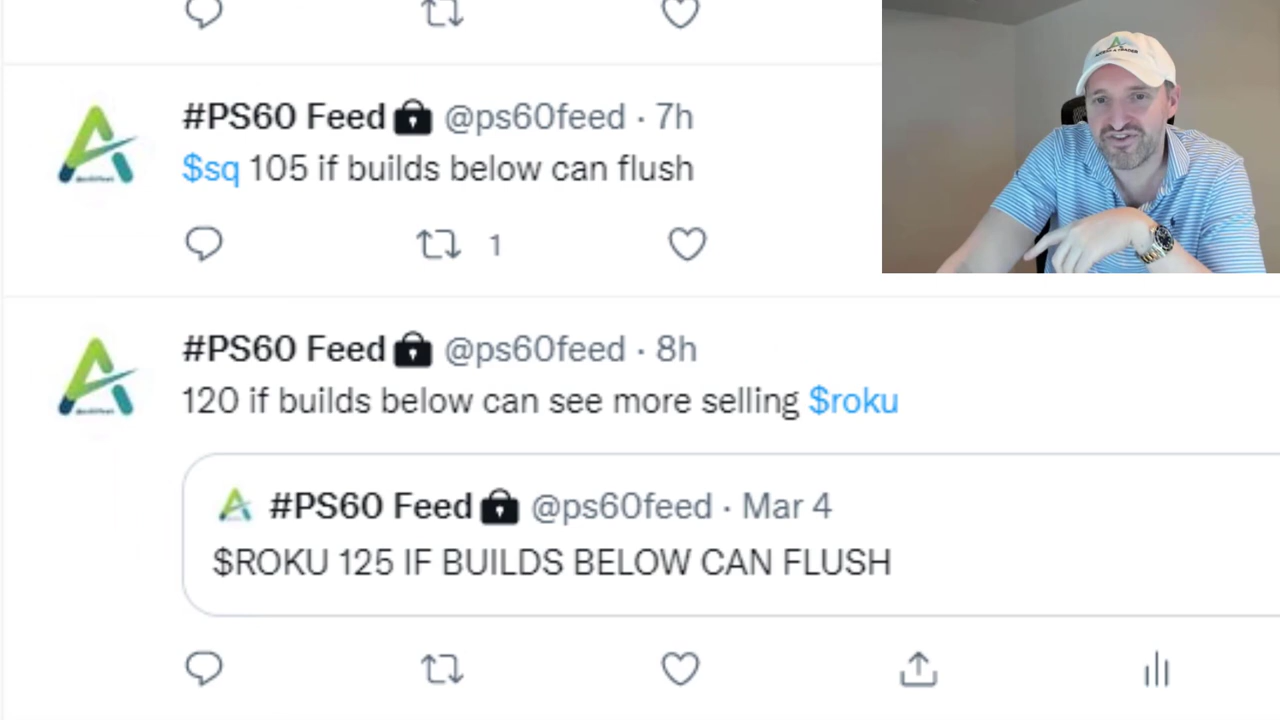 #PS60 Feed @ps60feed · 7h
$sq 105 if builds below can flush
1
#PS60 Feed @ps60feed · 8h
120 if builds below can see more selling $roku
#PS60 Feed @ps60feed · Mar 4
$ROKU 125 IF BUILDS BELOW CAN FLUSH